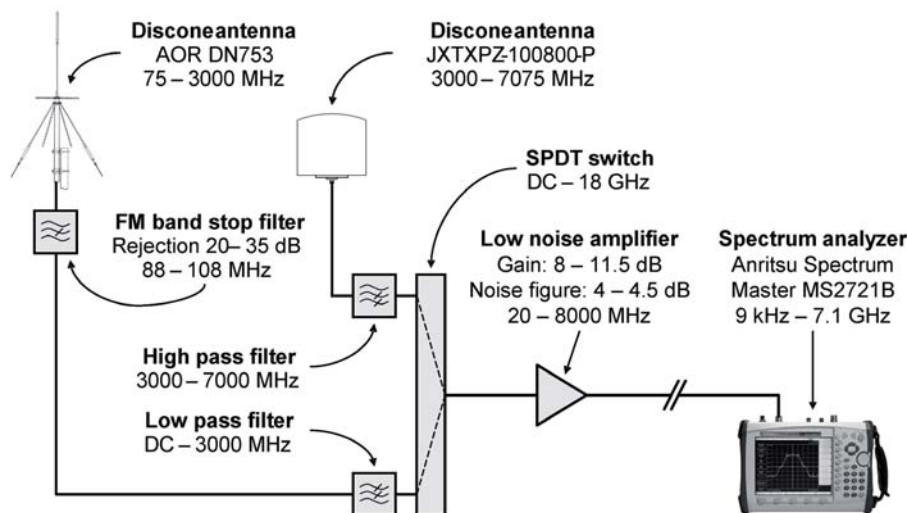 Disconeantenna
AOR DN753
75 – 3000 MHz
Disconeantenna
JXTXPZ-100800-P
3000 – 7075 MHz
SPDT switch
DC – 18 GHz
FM band stop filter
Rejection 20– 35 dB
88 – 108 MHz
Low noise amplifier
Gain: 8 – 11.5 dB
Noise figure: 4 – 4.5 dB
20 – 8000 MHz
Spectrum analyzer
Anritsu Spectrum
Master MS2721B
9 kHz – 7.1 GHz
High pass filter
3000 – 7000 MHz
Low pass filter
DC – 3000 MHz